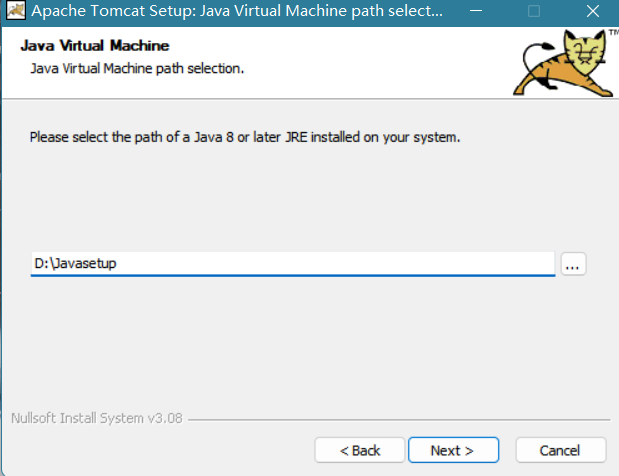 Apache Tomcat Setup: Java Virtual Machine path select...
Java Virtual Machine
Java Virtual Machine path selection.
TM
Please select the path of a Java 8 or later JRE installed on your system.
D:\Javasetup
...
Nullsoft Install System v3.08
< Back
Next >
Cancel